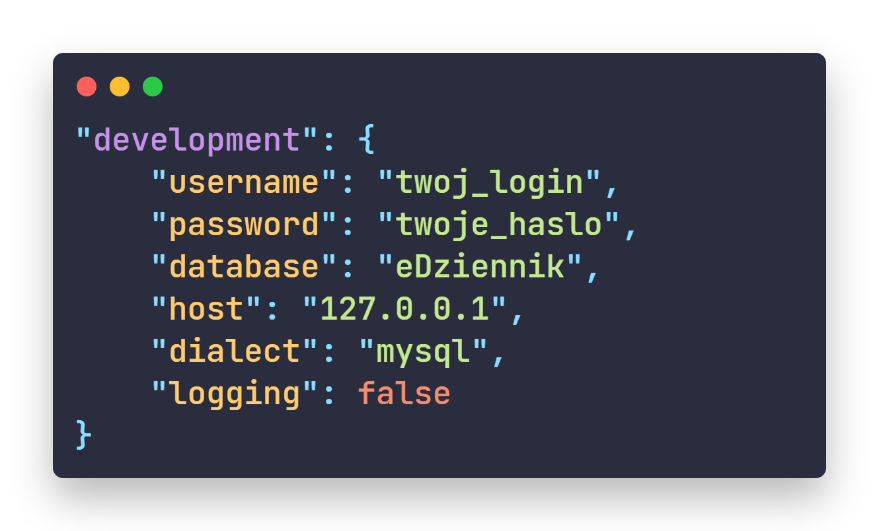 "development": {
    "username": "twoj_login",
    "password": "twoje_haslo",
    "database": "eDziennik",
    "host": "127.0.0.1",
    "dialect": "mysql",
    "logging": false
}